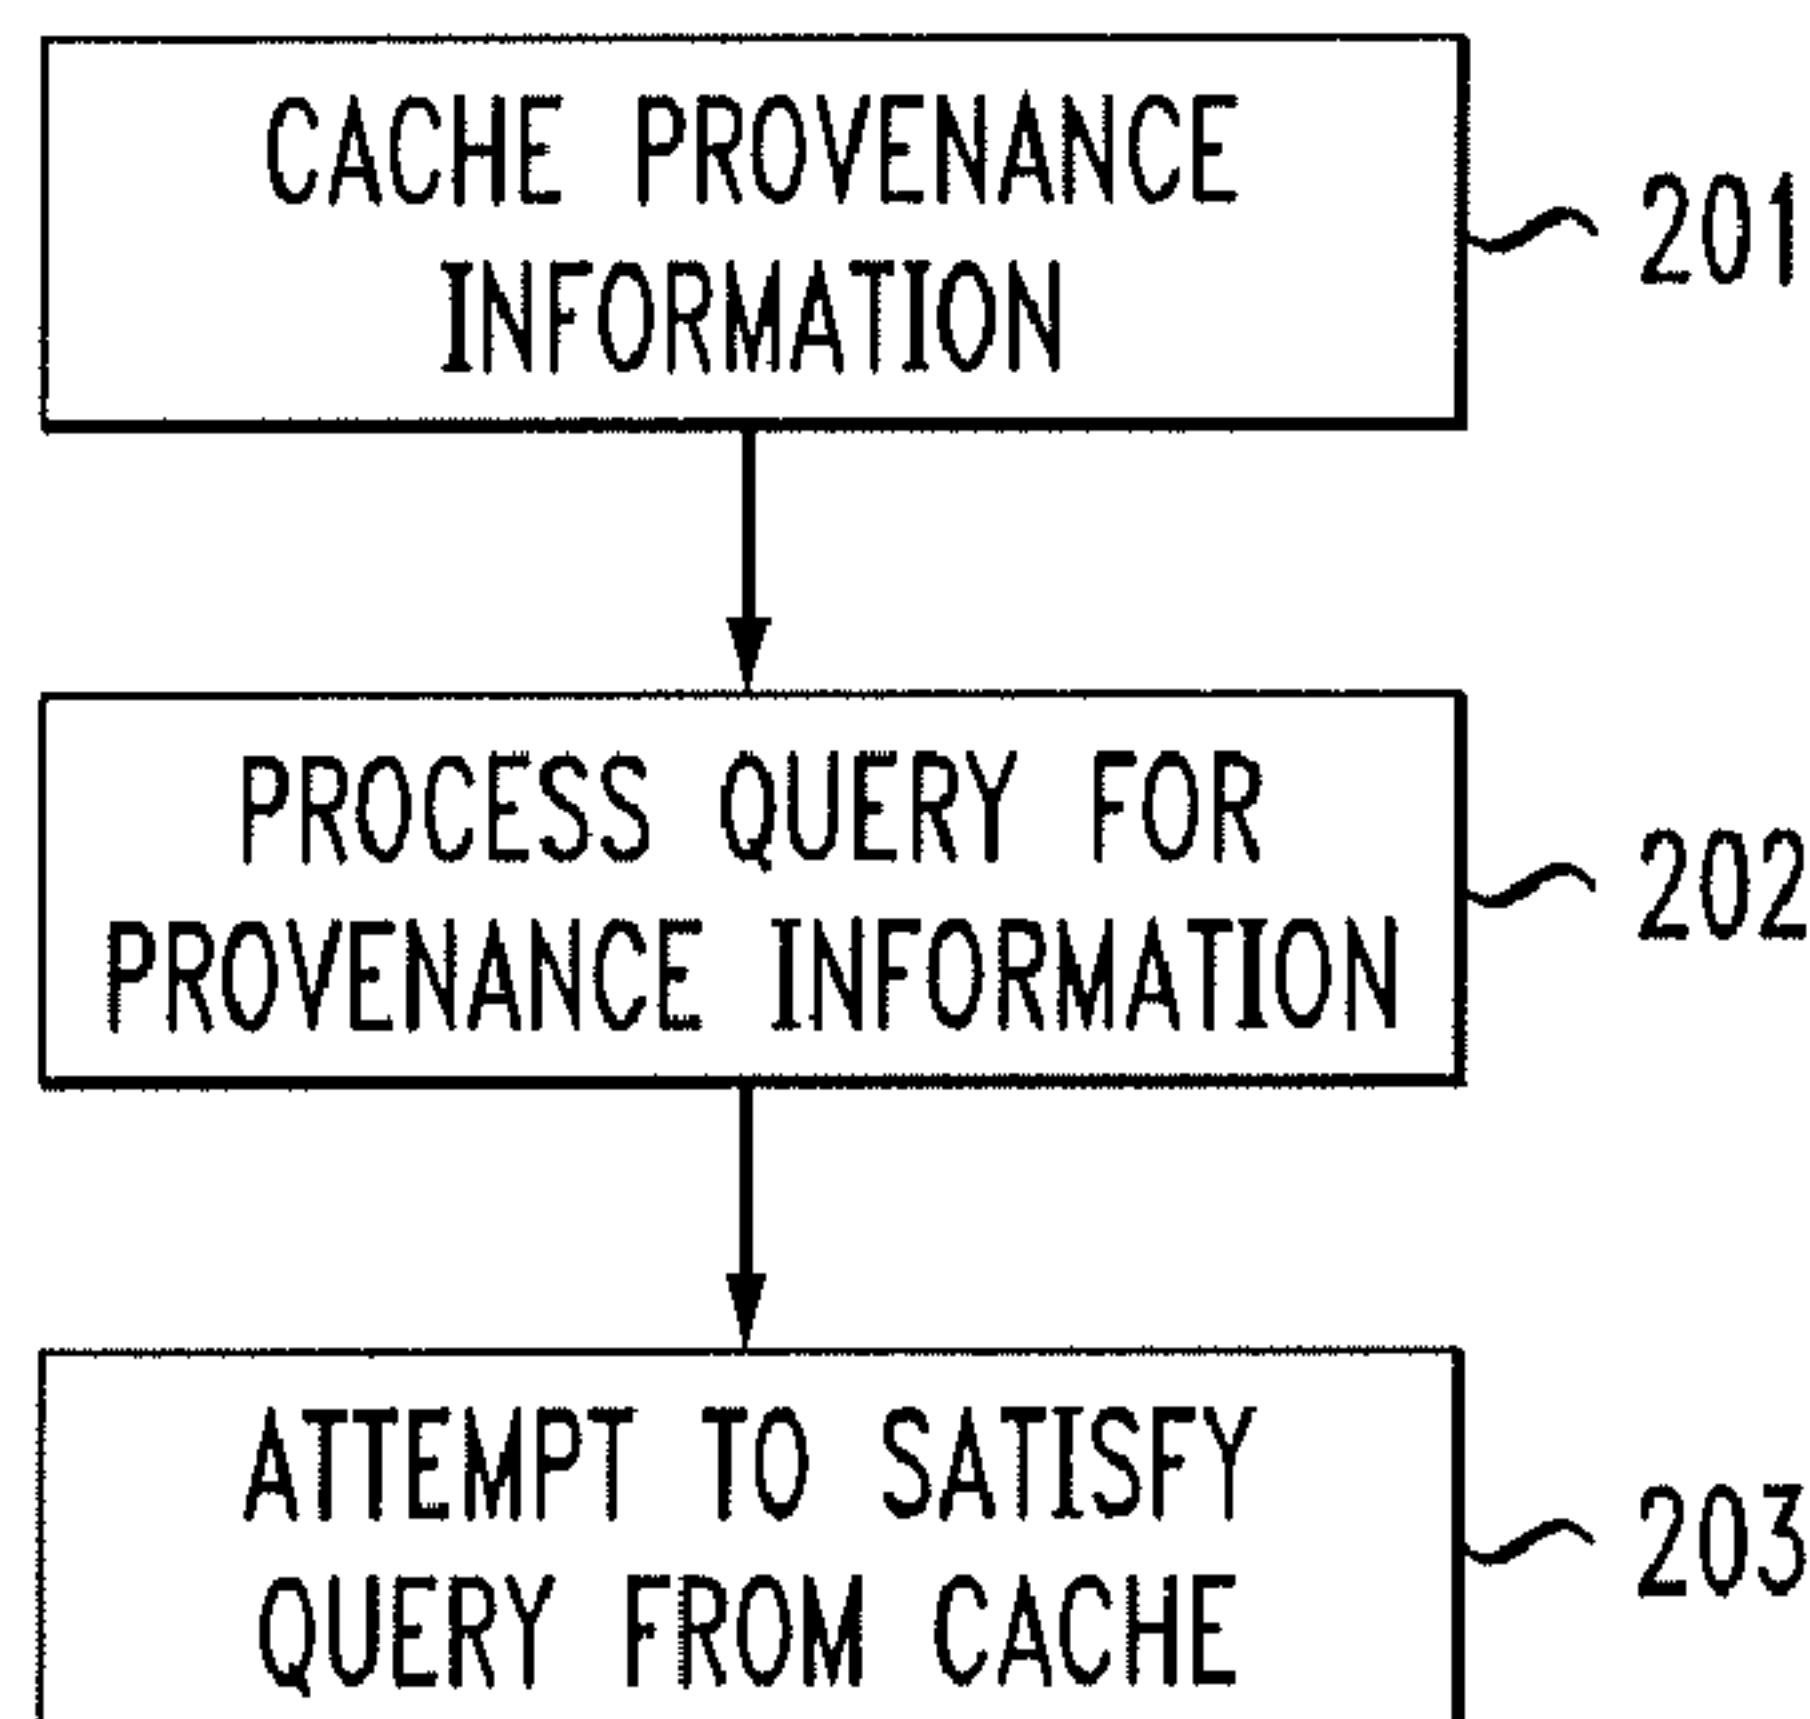 CACHE PROVENANCE
INFORMATION
201
PROCESS QUERY FOR
PROVENANCE INFORMATION
202
ATTEMPT TO SATISFY
QUERY FROM CACHE
203